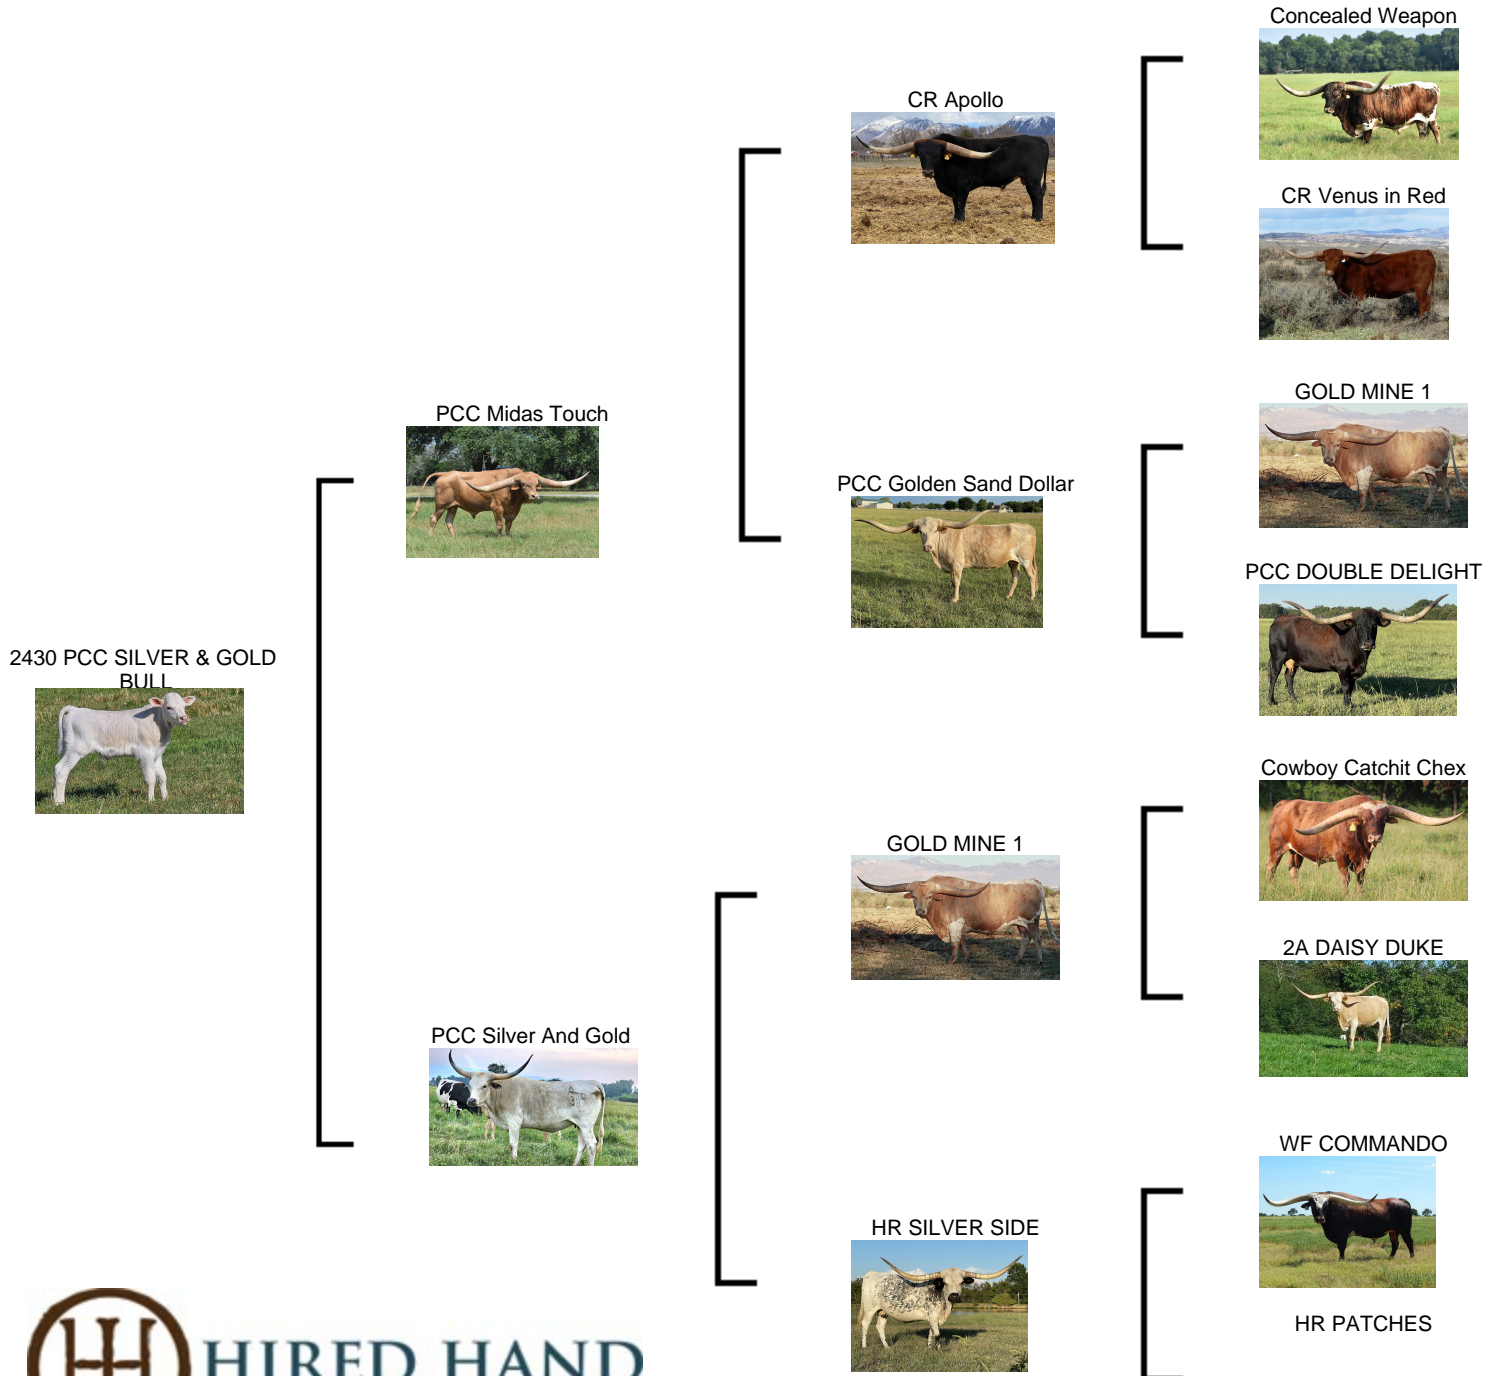 Concealed Weapon
CR Apollo
CR Venus in Red
GOLD MINE 1
PCC Midas Touch
PCC Golden Sand Dollar
PCC DOUBLE DELIGHT
2430 PCC SILVER & GOLD
BULL
Cowboy Catchit Chex
GOLD MINE 1
2A DAISY DUKE
PCC Silver And Gold
WF COMMANDO
HR SILVER SIDE
HR PATCHES
HIRED HAND